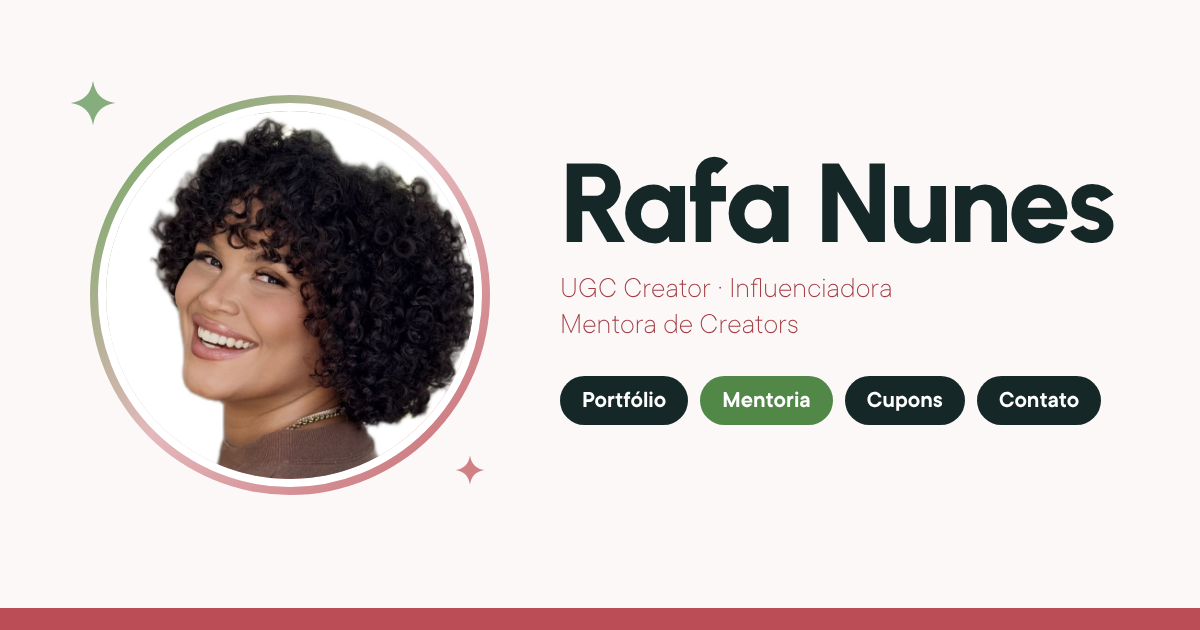 Rafa Nunes
UGC Creator · Influenciadora
Mentora de Creators
Portfólio Mentoria Cupons Contato